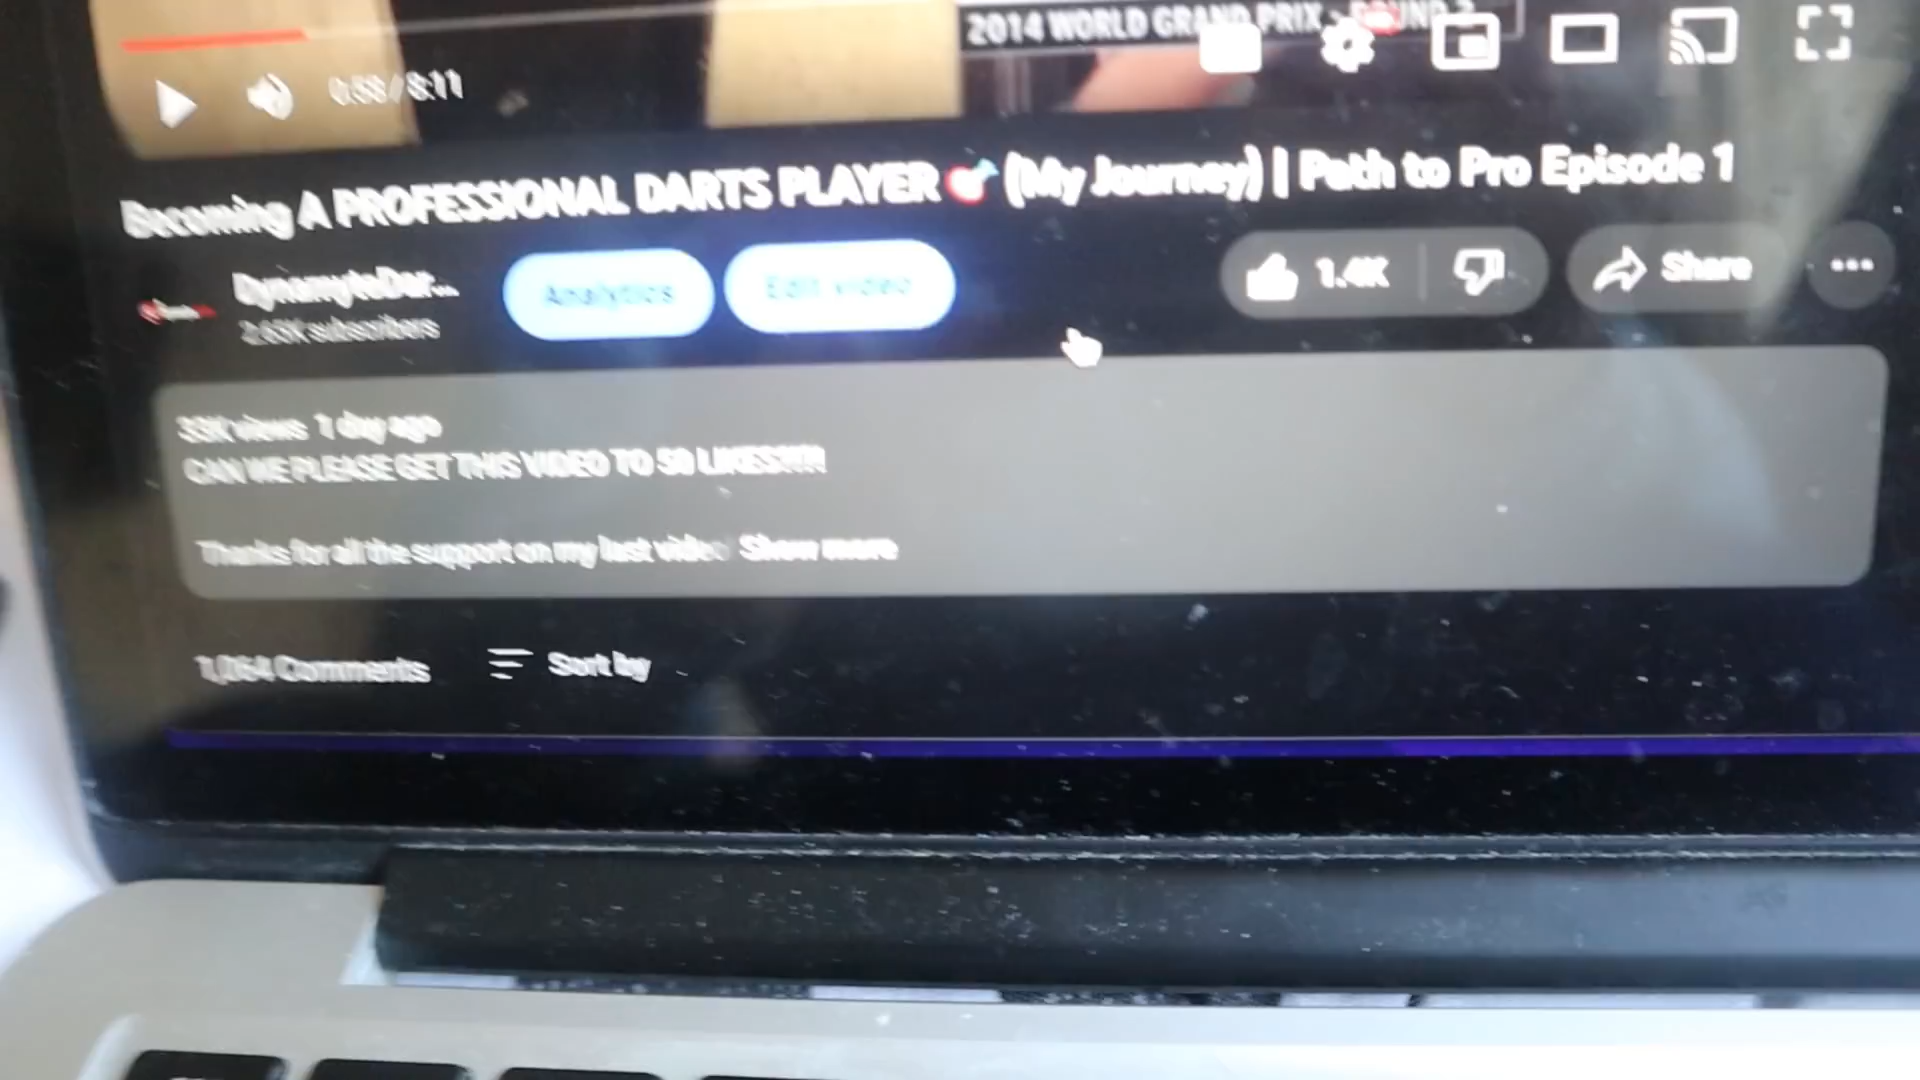 2014 WORLD GRAND PRIX - ROUND 2
0:58 / 8:11
Becoming A PROFESSIONAL DARTS PLAYER🎯 (My Journey) | Path to Pro Episode 1
DynamyteDar...
2.63K subscribers
Analytics
Edit video
1.4K
Share
33K views 1 day ago
CAN WE PLEASE GET THIS VIDEO TO 50 LIKES!!!!!
Thanks for all the support on my last video Show more
1,064 Comments
Sort by